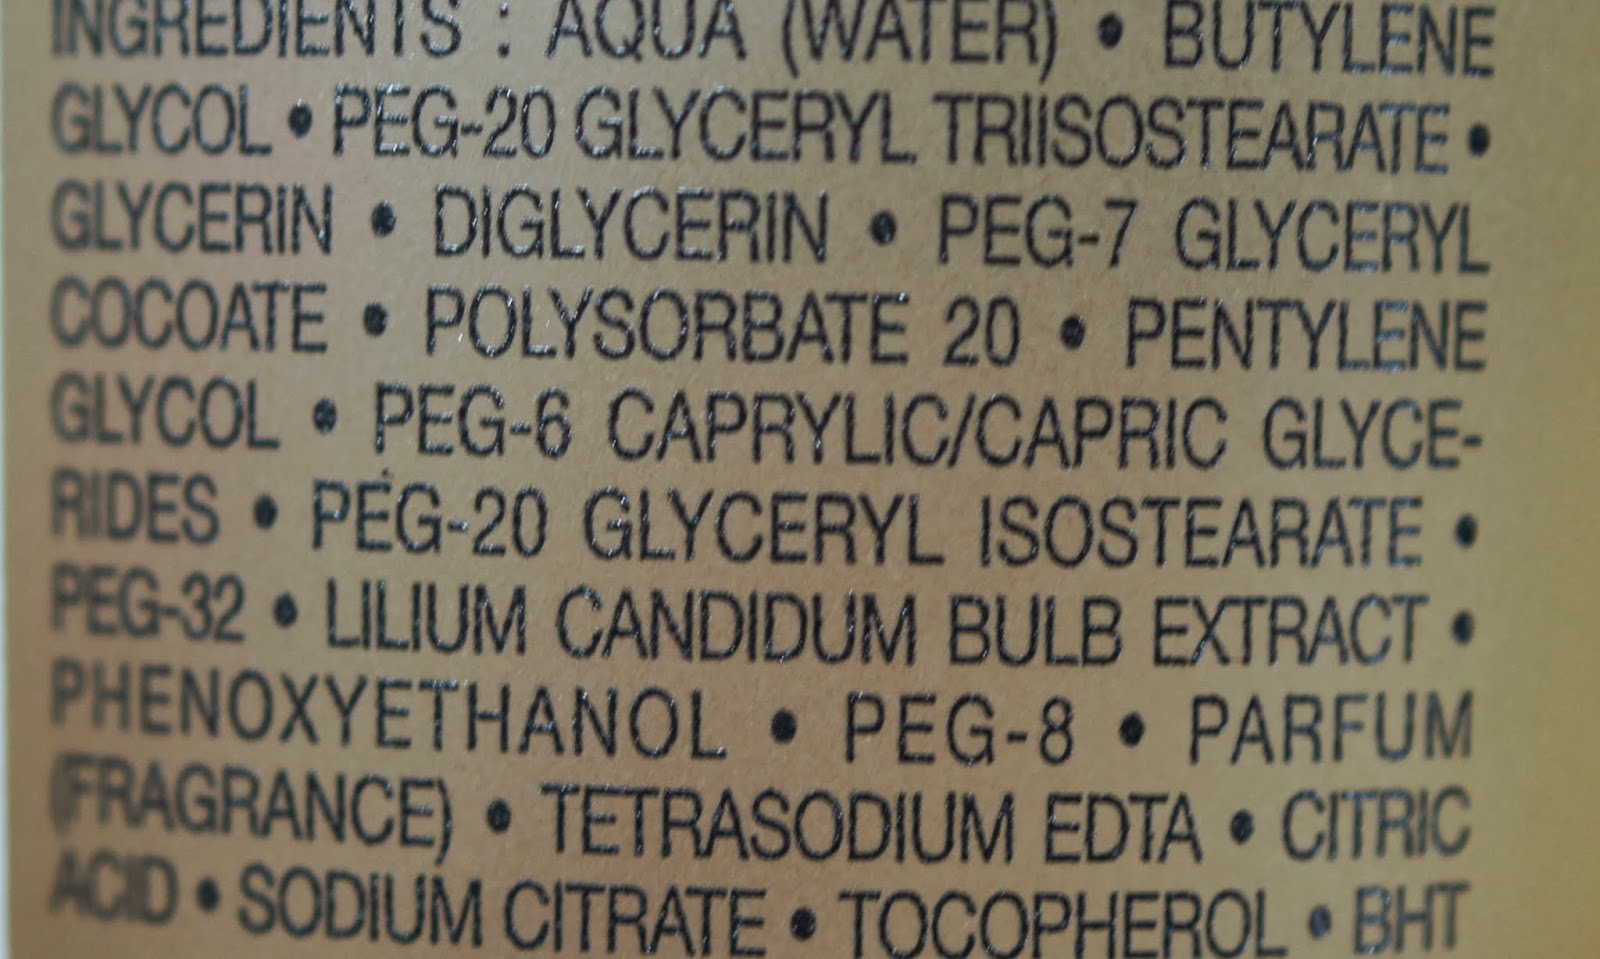 INGREDIENTS : AQUA (WATER) • BUTYLENE
GLYCOL • PEG-20 GLYCERYL TRIISOSTEARATE •
GLYCERIN • DIGLYCERIN • PEG-7 GLYCERYL
COCOATE • POLYSORBATE 20 • PENTYLENE
GLYCOL • PEG-6 CAPRYLIC/CAPRIC GLYCE-
RIDES • PEG-20 GLYCERYL ISOSTEARATE •
PEG-32 • LILIUM CANDIDUM BULB EXTRACT •
PHENOXYETHANOL • PEG-8 • PARFUM
(FRAGRANCE) • TETRASODIUM EDTA • CITRIC
ACID • SODIUM CITRATE • TOCOPHEROL • BHT